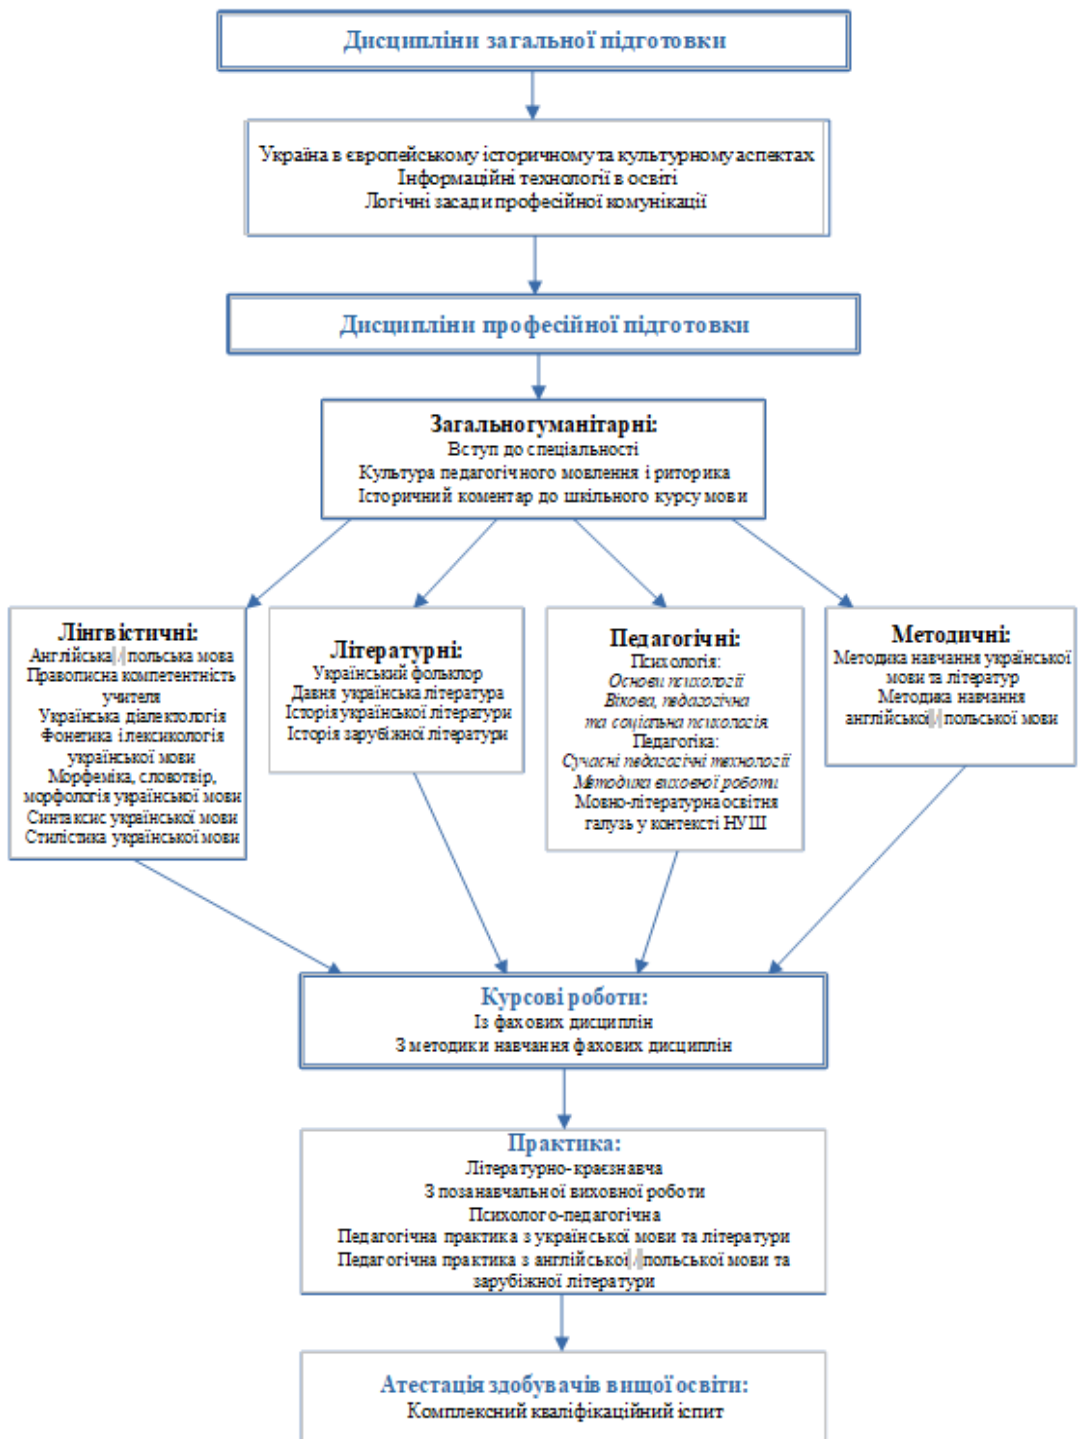 Дисципліни загальної підготовки
Україна в європейському історичному та культурному аспектах
Інформаційні технології в освіті
Логічні засади професійної комунікації
Дисципліни професійної підготовки
Загальногуманітарні:
Вступ до спеціальності
Культура педагогічного мовлення і риторика
Історичний коментар до шкільного курсу мови
Лінгвістичні:
Англійська / польська мова
Правописна компетентність
учителя
Українська діалектологія
Фонетика і лексикологія
української мови
Морфеміка, словотвір,
морфологія української мови
Синтаксис української мови
Стилістика української мови
Літературні:
Український фольклор
Давня українська література
Історія української літератури
Історія зарубіжної літератури
Педагогічні:
Психологія:
Основи психології
Вікова, педагогічна
та соціальна психологія
Педагогіка:
Сучасні педагогічні технології
Методика виховної роботи
Мовно-літературна освітня
галузь у контексті НУШ
Методичні:
Методика навчання української
мови та літератур
Методика навчання
англійської / польської мови
Курсові роботи:
Із фахових дисциплін
З методики навчання фахових дисциплін
Практика:
Літературно-краєзнавча
З позанавчальної виховної роботи
Психолого-педагогічна
Педагогічна практика з української мови та літератури
Педагогічна практика з англійської / польської мови та
зарубіжної літератури
Атестація здобувачів вищої освіти:
Комплексний кваліфікаційний іспит